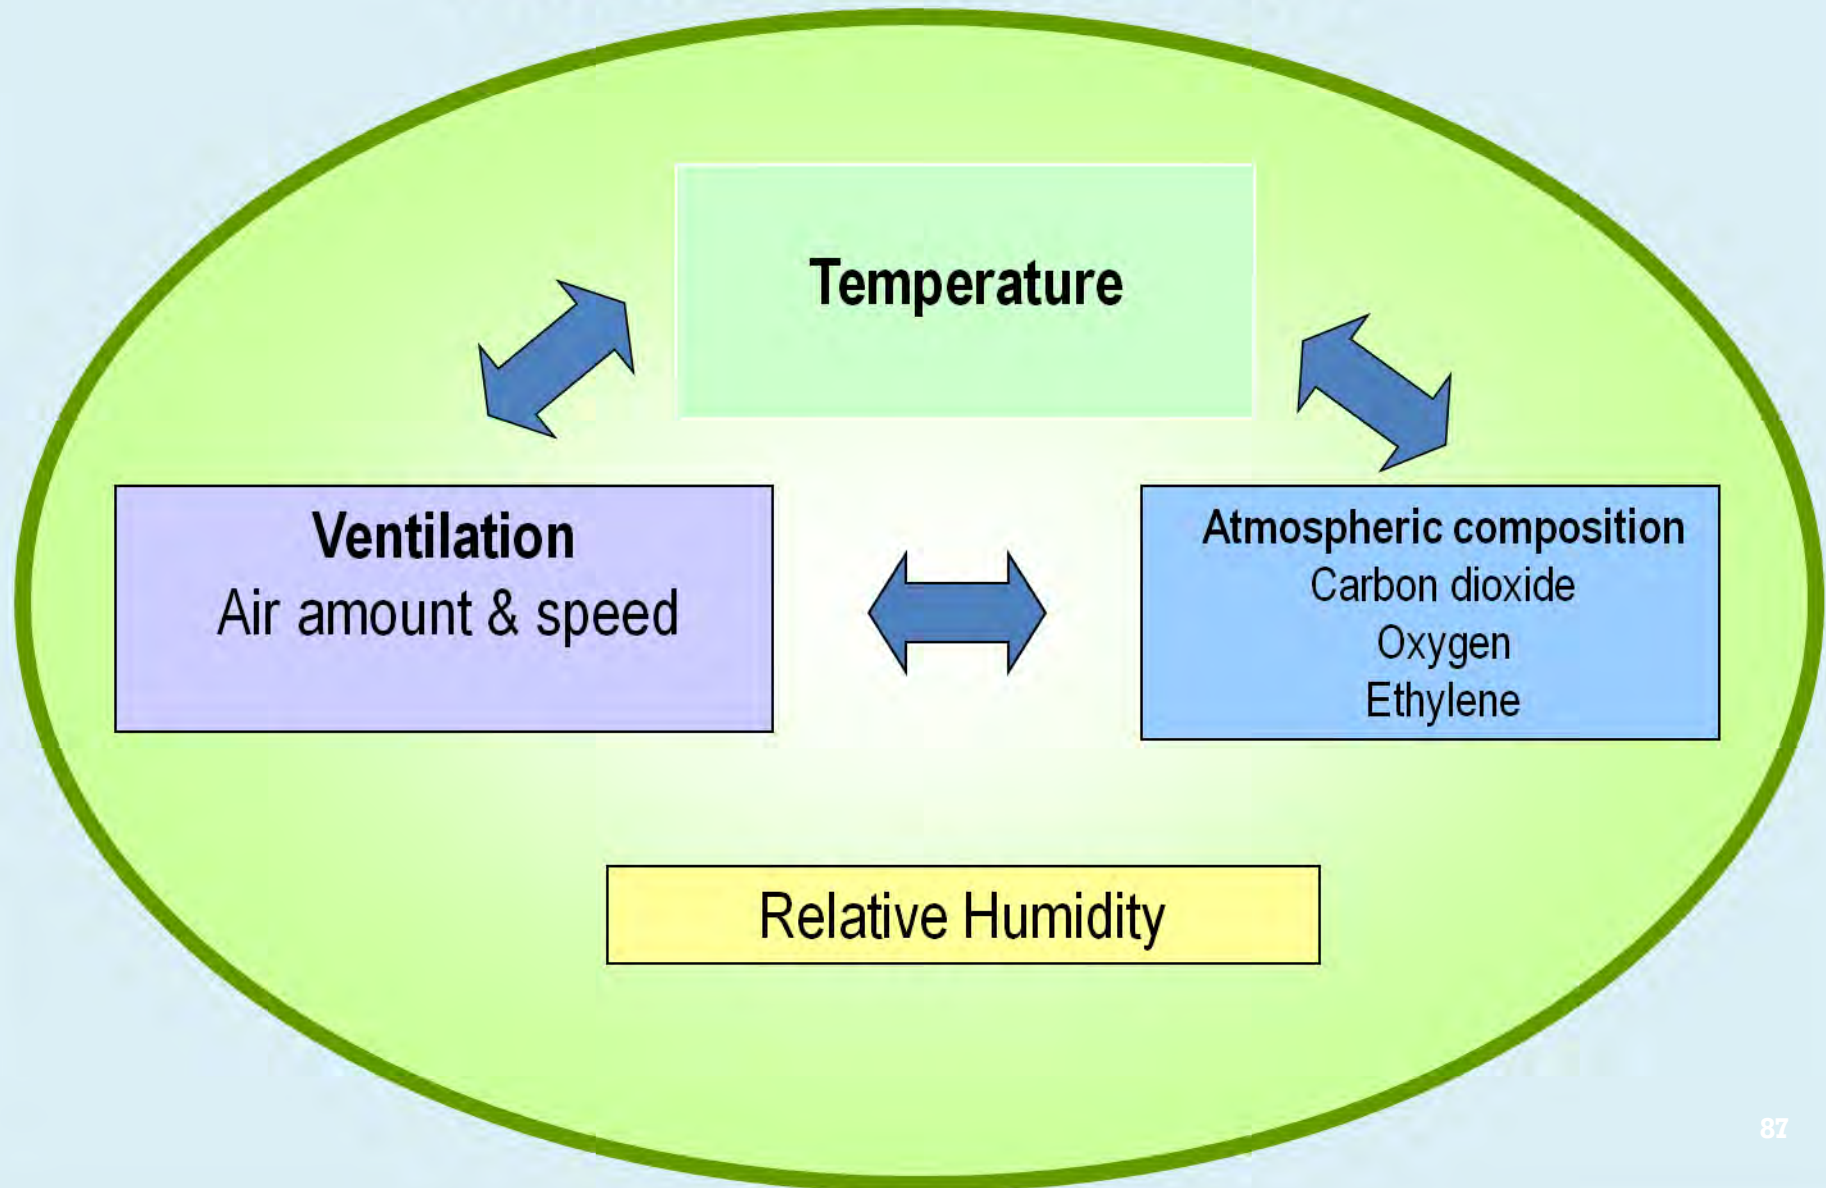 Temperature
Ventilation
Air amount & speed
Atmospheric composition
Carbon dioxide
Oxygen
Ethylene
Relative Humidity
87